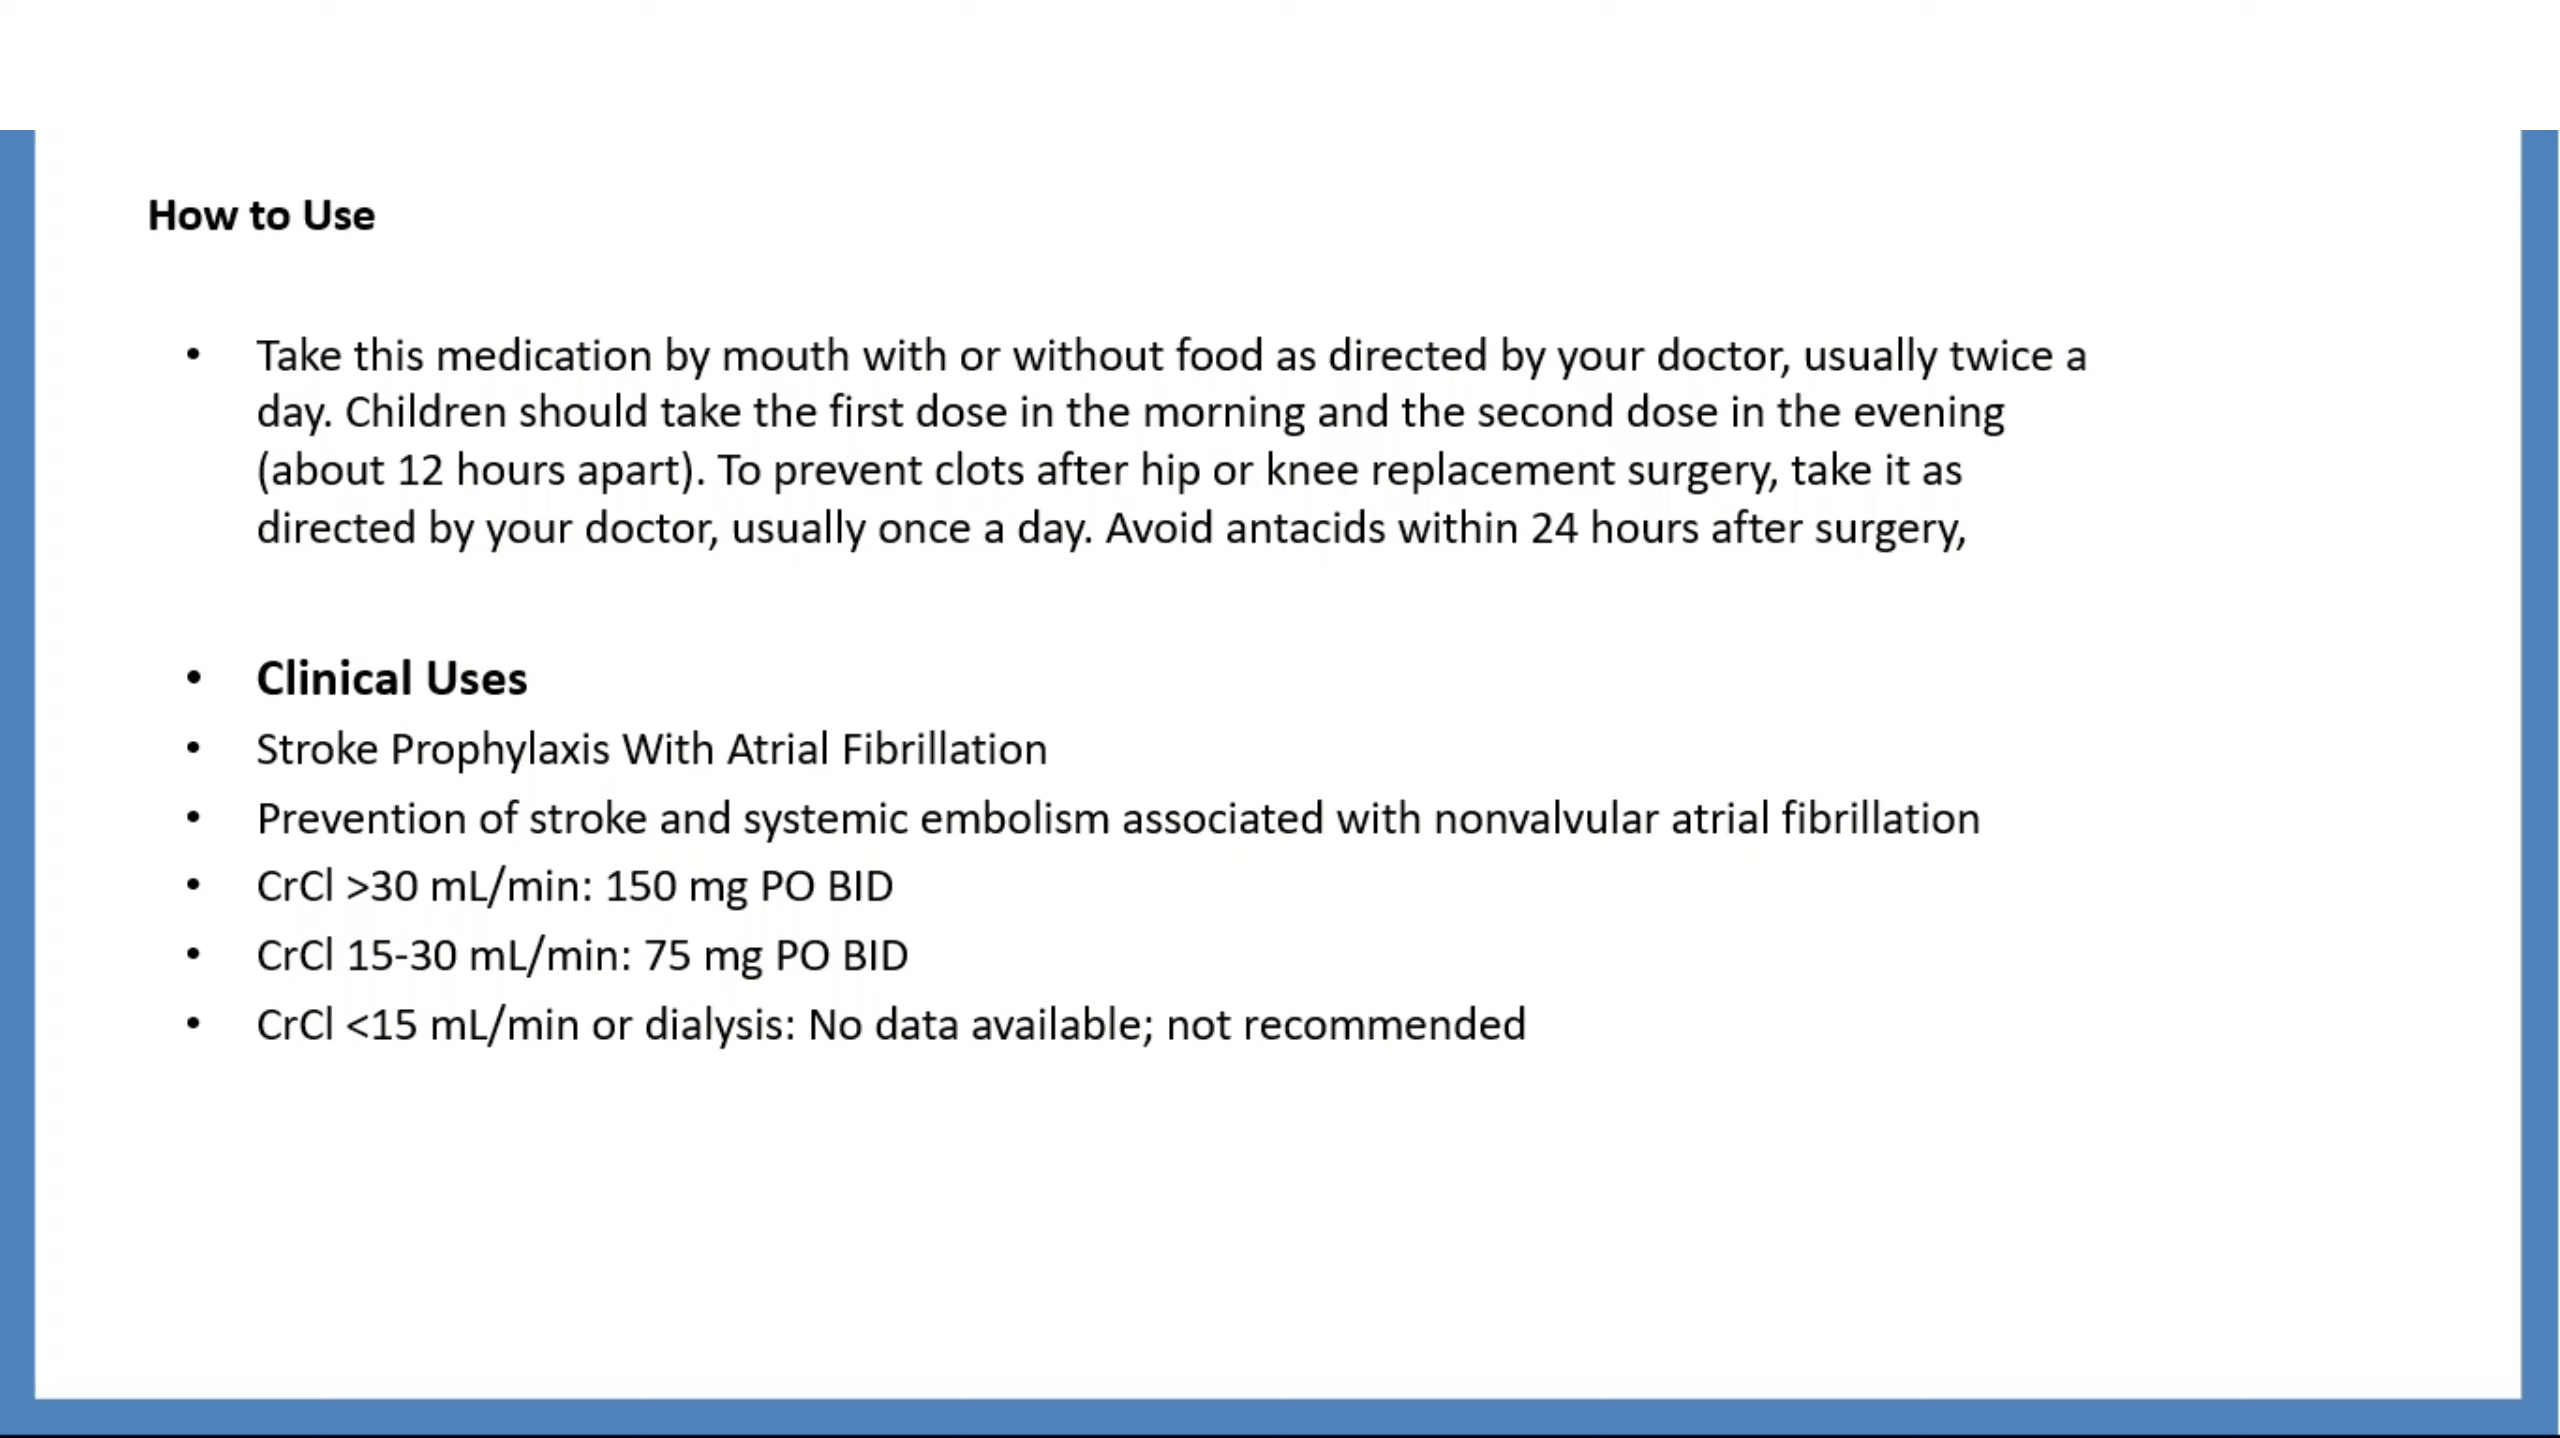 How to Use
• Take this medication by mouth with or without food as directed by your doctor, usually twice a
day. Children should take the first dose in the morning and the second dose in the evening
(about 12 hours apart). To prevent clots after hip or knee replacement surgery, take it as
directed by your doctor, usually once a day. Avoid antacids within 24 hours after surgery,
• Clinical Uses
• Stroke Prophylaxis With Atrial Fibrillation
• Prevention of stroke and systemic embolism associated with nonvalvular atrial fibrillation
• CrCl >30 mL/min: 150 mg PO BID
• CrCl 15-30 mL/min: 75 mg PO BID
• CrCl <15 mL/min or dialysis: No data available; not recommended